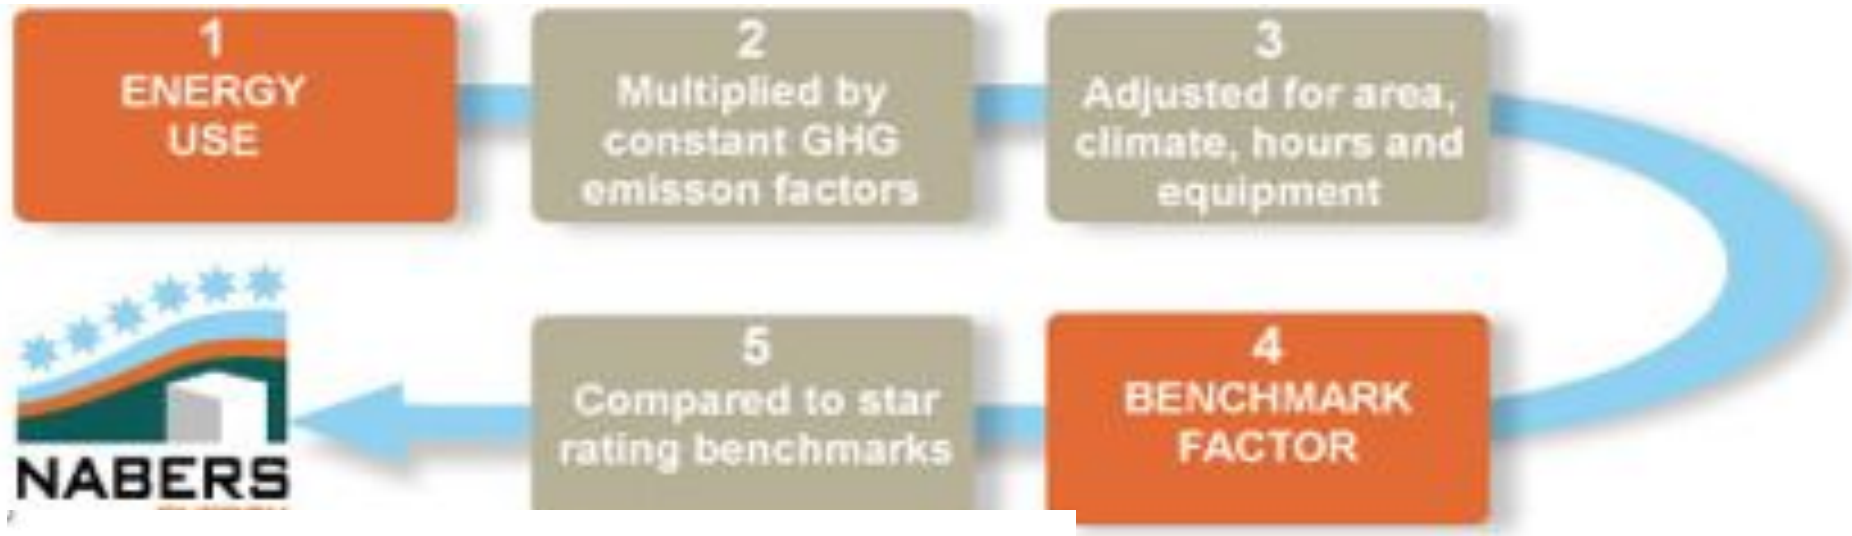 1
ENERGY
USE
2
Multiplied by
constant GHG
emisson factors
3
Adjusted for area,
climate, hours and
equipment
4
BENCHMARK
FACTOR
5
Compared to star
rating benchmarks
NABERS